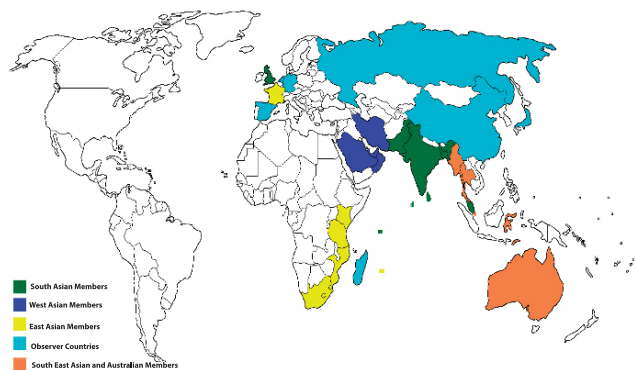 South Asian Members
West Asian Members
East Asian Members
Observer Countries
South East Asian and Australian Members